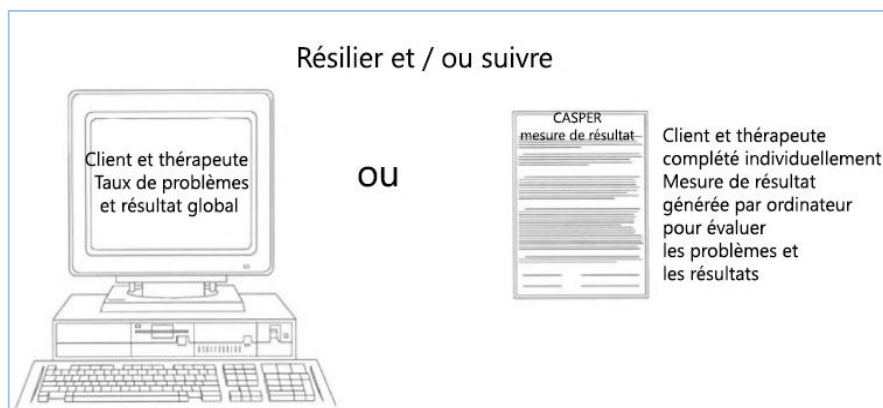 Résilier et / ou suivre
Client et thérapeute
Taux de problèmes
et résultat global
ou
CASPER
mesure de résultat
Client et thérapeute
complété individuellement
Mesure de résultat
générée par ordinateur
pour évaluer
les problèmes et
les résultats